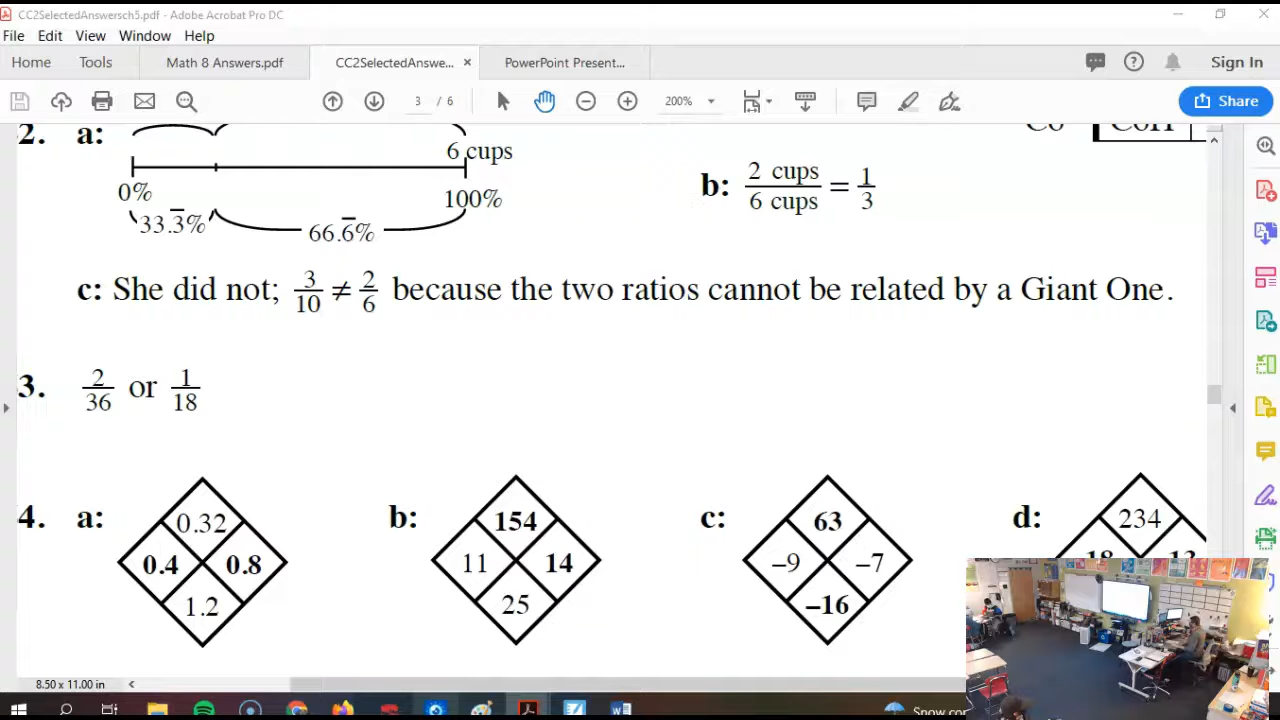 CC2SelectedAnswersch5.pdf - Adobe Acrobat Pro DC
File Edit View Window Help
Home Tools Math 8 Answers.pdf CC2SelectedAnswe... × PowerPoint Present... Sign In
3 / 6 200% Share
2. a: 6 cups
0% 100%
33.3̅% 66.6̅%
b: 2 cups / 6 cups = 1/3
c: She did not; 3/10 ≠ 2/6 because the two ratios cannot be related by a Giant One.
3. 2/36 or 1/18
4. a: 0.32 0.4 0.8 1.2
b: 154 11 14 25
c: 63 -9 -7 -16
d: 234
8.50 x 11.00 in